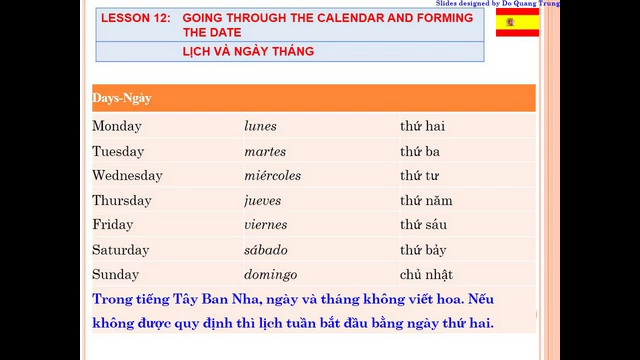 Slides designed by Do Quang Trung
LESSON 12: GOING THROUGH THE CALENDAR AND FORMING
THE DATE
LỊCH VÀ NGÀY THÁNG
Days-Ngày
Monday lunes thứ hai
Tuesday martes thứ ba
Wednesday miércoles thứ tư
Thursday jueves thứ năm
Friday viernes thứ sáu
Saturday sábado thứ bảy
Sunday domingo chủ nhật
Trong tiếng Tây Ban Nha, ngày và tháng không viết hoa. Nếu
không được quy định thì lịch tuần bắt đầu bằng ngày thứ hai.